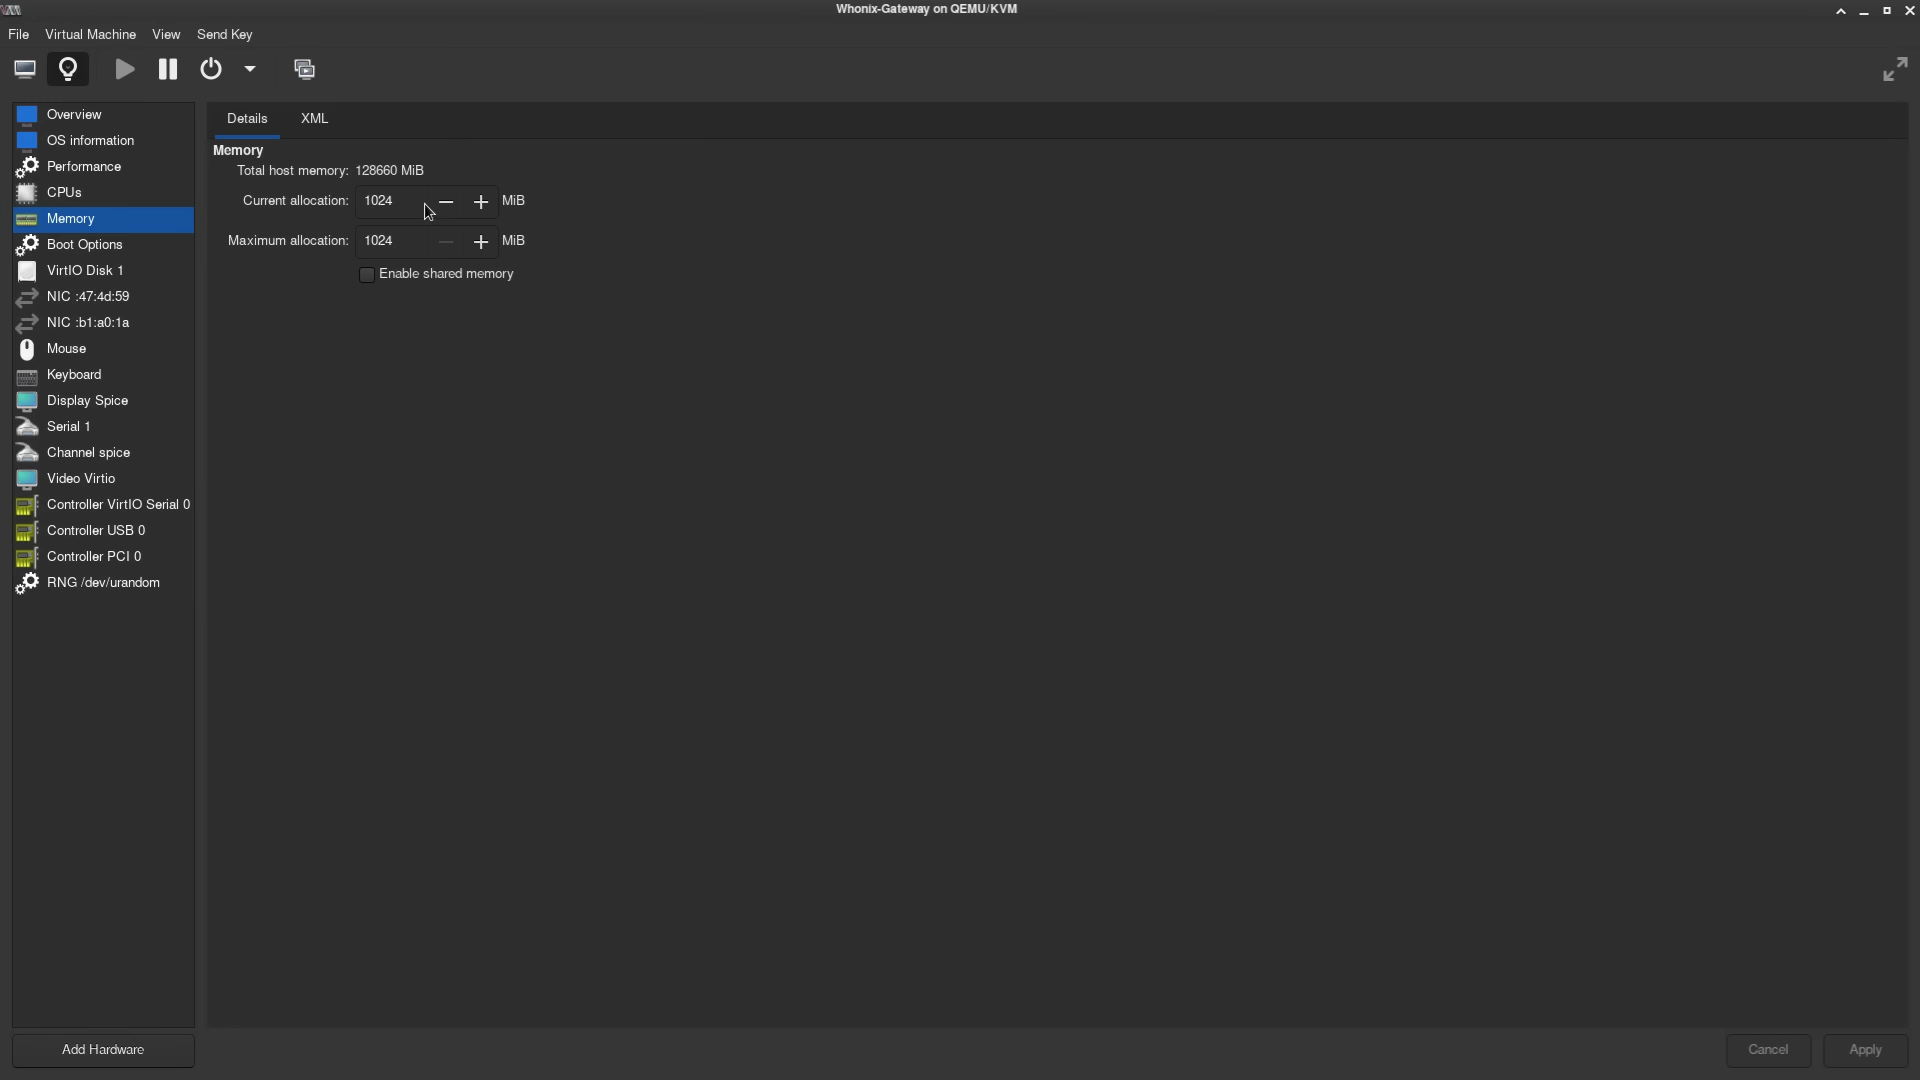 Whonix-Gateway on QEMU/KVM
File Virtual Machine View Send Key
Overview
OS information
Performance
CPUs
Memory
Boot Options
VirtIO Disk 1
NIC :47:4d:59
NIC :b1:a0:1a
Mouse
Keyboard
Display Spice
Serial 1
Channel spice
Video Virtio
Controller VirtIO Serial 0
Controller USB 0
Controller PCI 0
RNG /dev/urandom
Add Hardware
Details XML
Memory
Total host memory: 128660 MiB
Current allocation: 1024 − + MiB
Maximum allocation: 1024 − + MiB
Enable shared memory
Cancel Apply